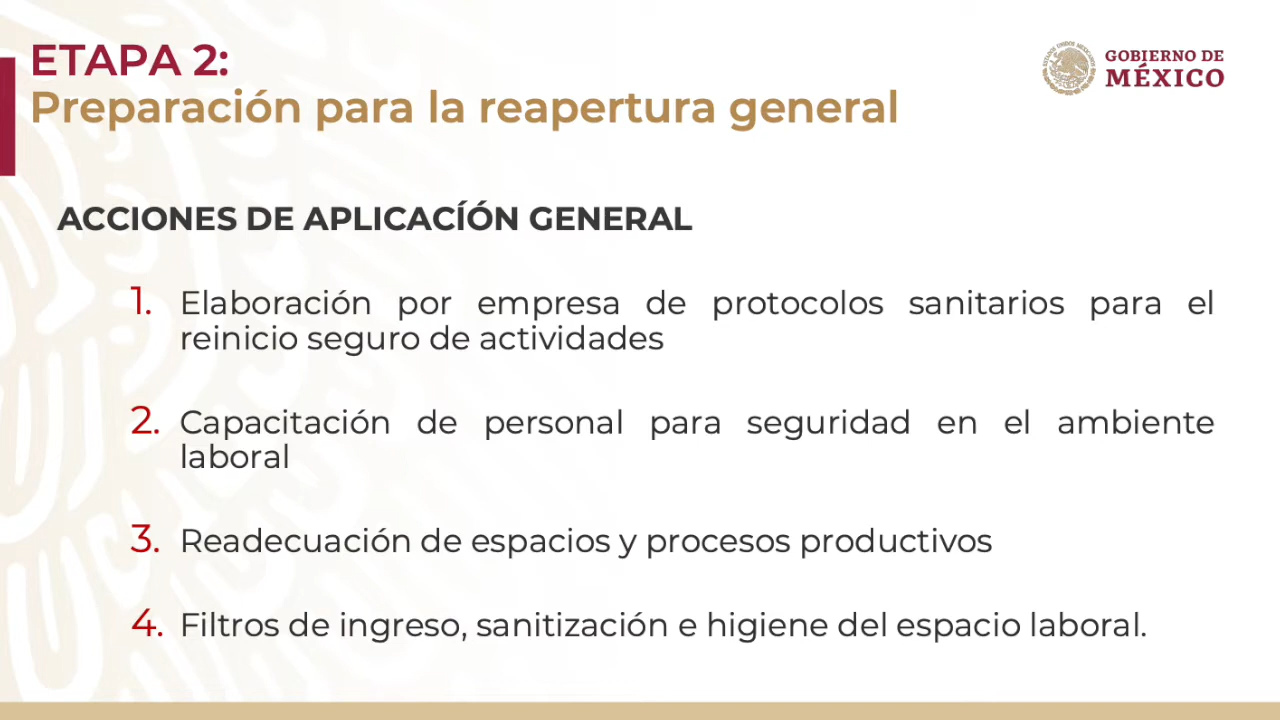 ETAPA 2:
Preparación para la reapertura general
GOBIERNO DE
MÉXICO
ACCIONES DE APLICACÍÓN GENERAL
1. Elaboración por empresa de protocolos sanitarios para el
reinicio seguro de actividades
2. Capacitación de personal para seguridad en el ambiente
laboral
3. Readecuación de espacios y procesos productivos
4. Filtros de ingreso, sanitización e higiene del espacio laboral.